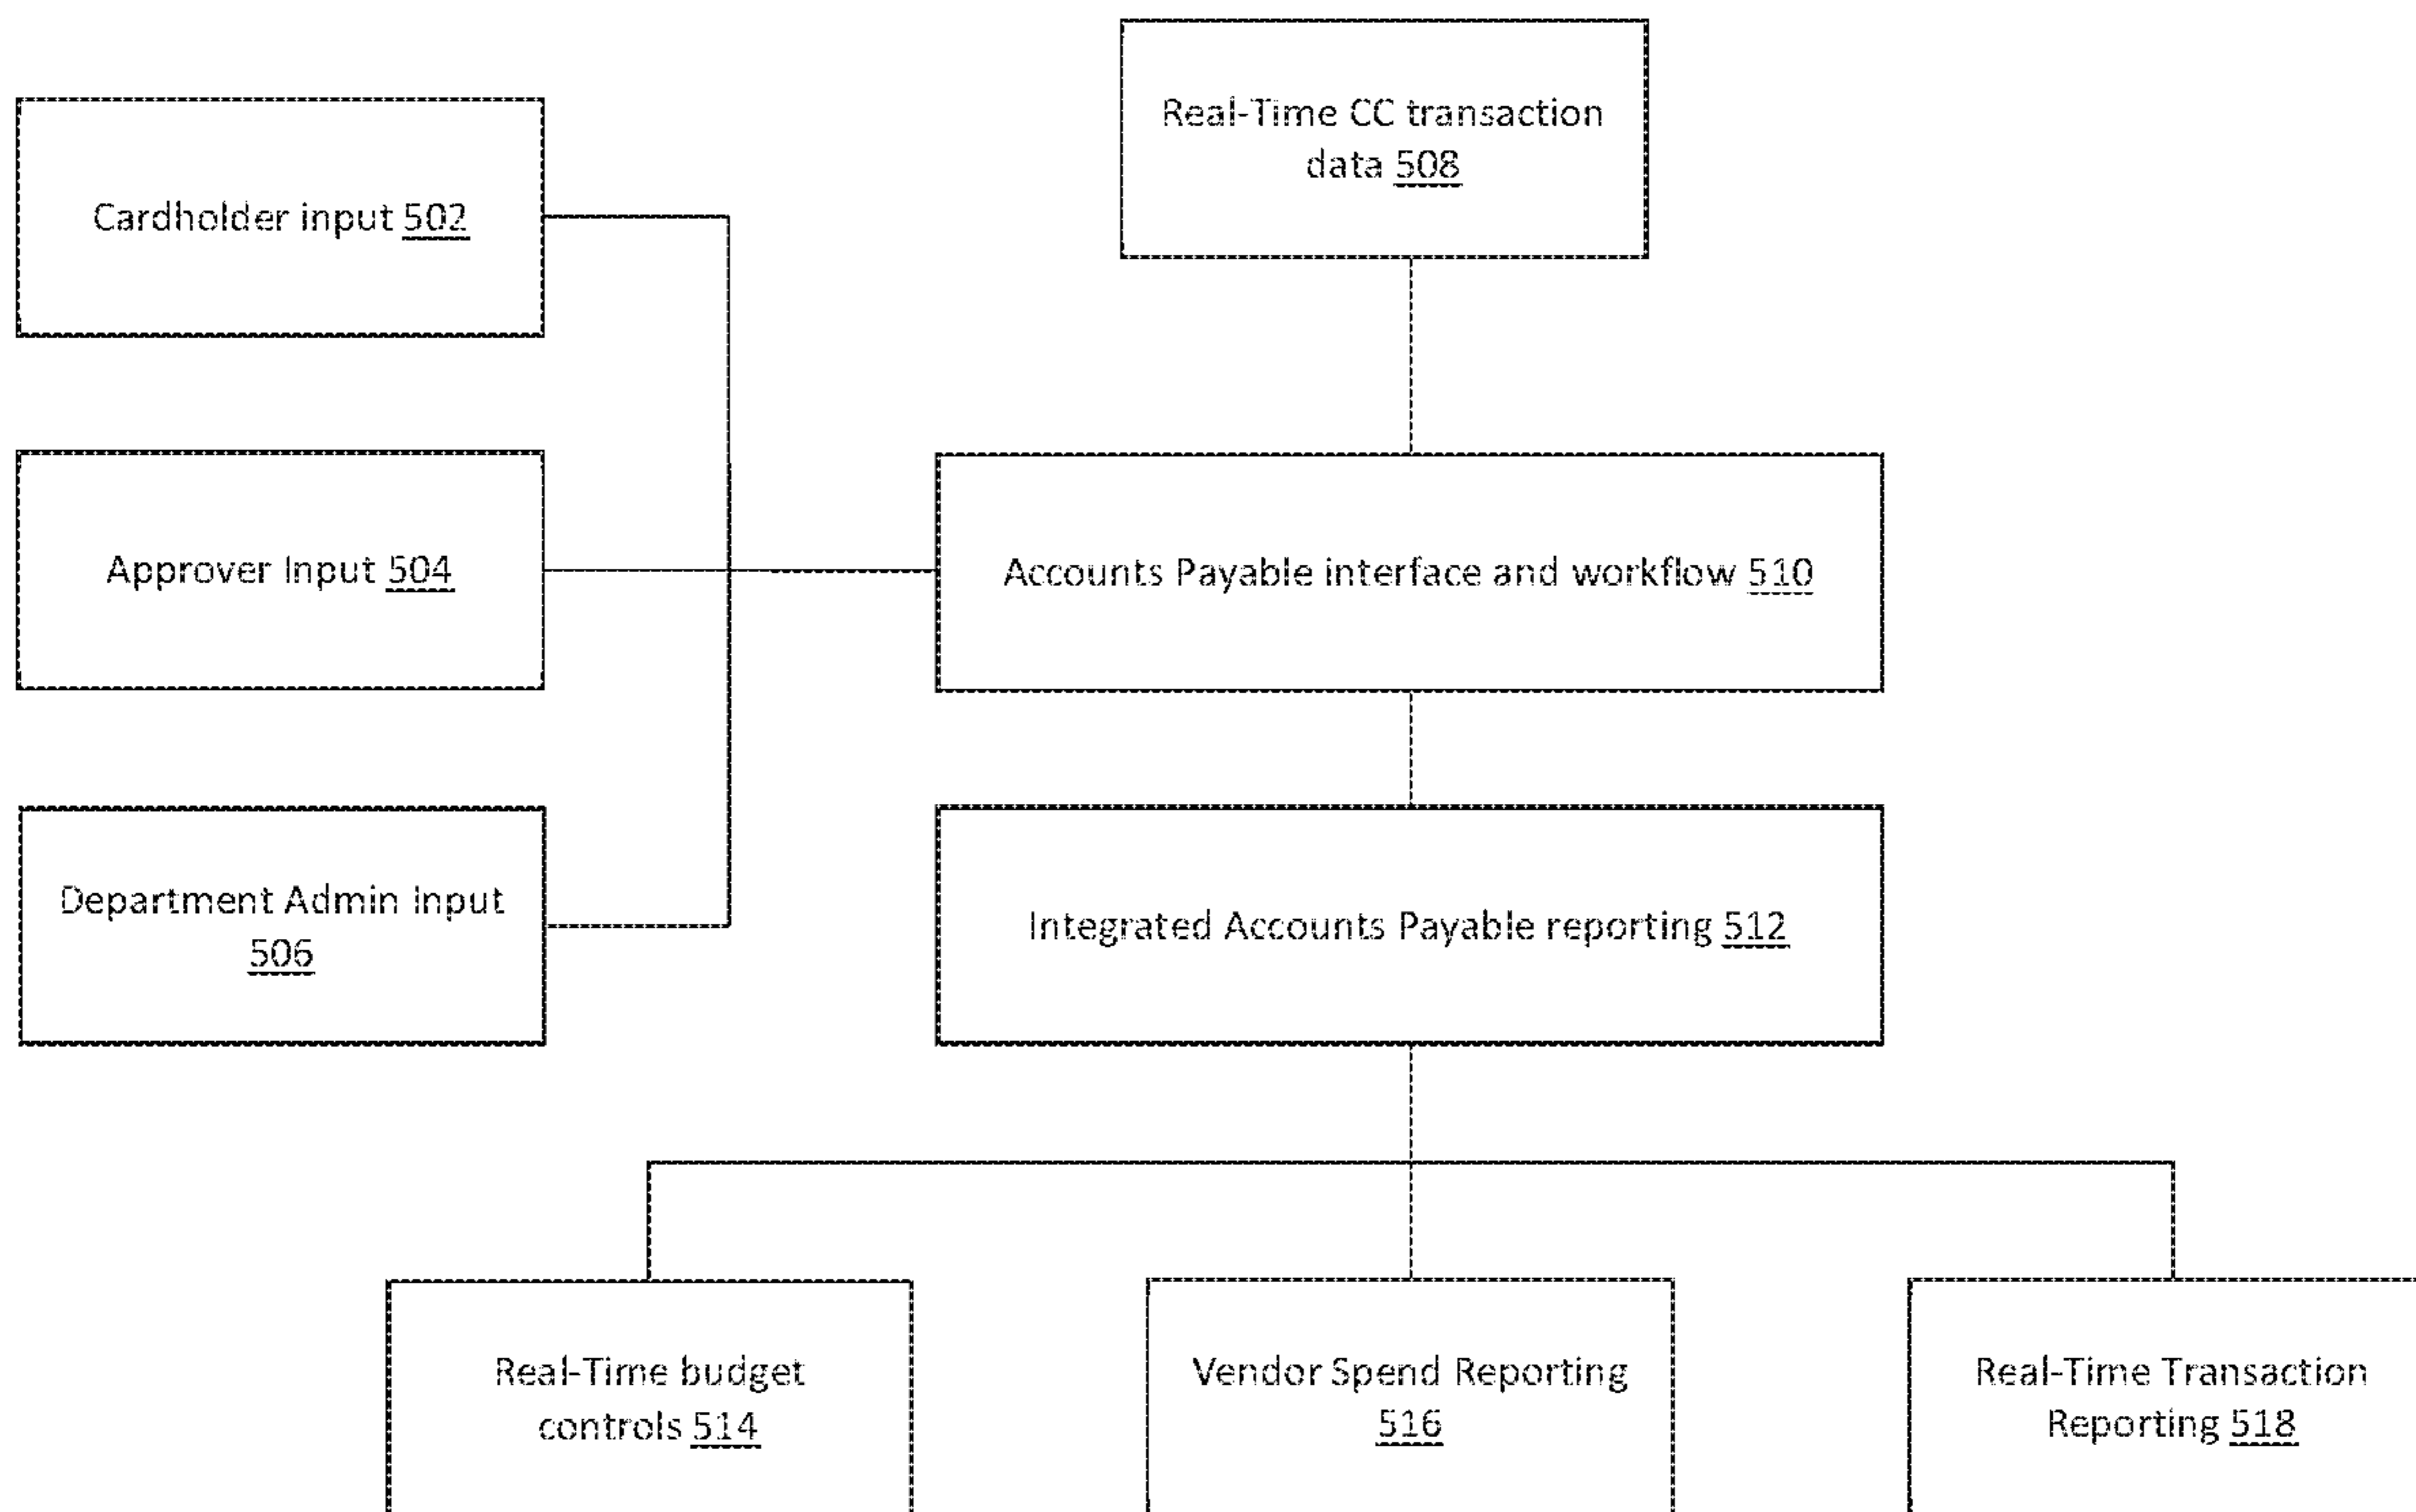 Real-Time CC transaction
data 508
Cardholder input 502
Approver Input 504
Accounts Payable interface and workflow 510
Department Admin Input
506
Integrated Accounts Payable reporting 512
Real-Time budget
controls 514
Vendor Spend Reporting
516
Real-Time Transaction
Reporting 518